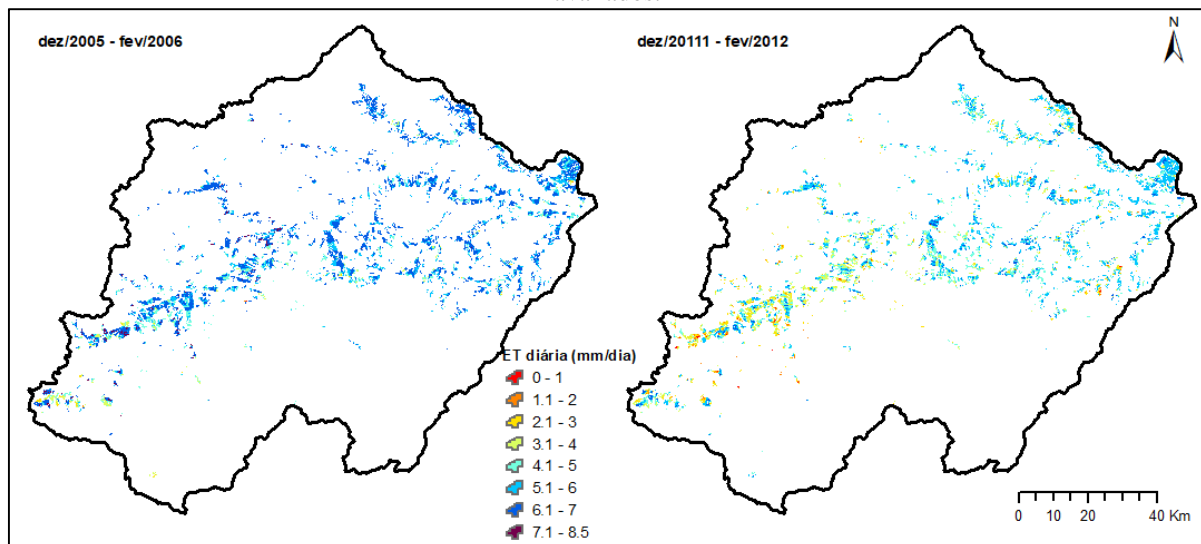 dez/2005 - fev/2006
dez/20111 - fev/2012
N
ET diária (mm/dia)
0 - 1
1.1 - 2
2.1 - 3
3.1 - 4
4.1 - 5
5.1 - 6
6.1 - 7
7.1 - 8.5
0 10 20 30 40 Km